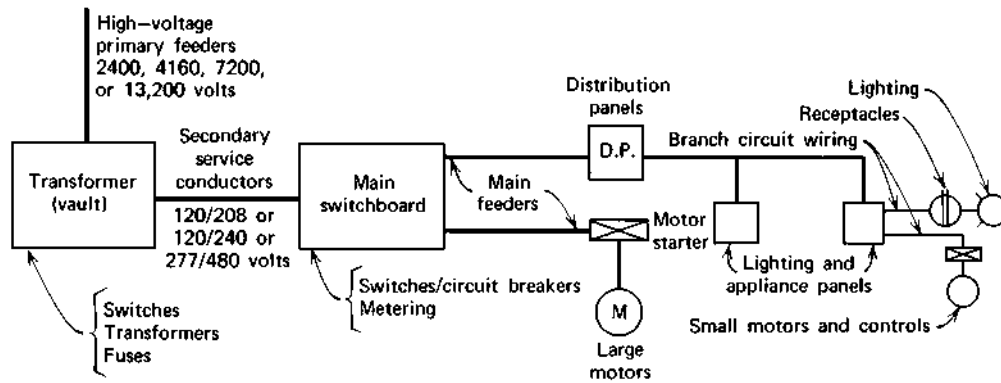 High–voltage
primary feeders
2400, 4160, 7200,
or 13,200 volts
Transformer
(vault)
Switches
Transformers
Fuses
Secondary
service
conductors
120/208 or
120/240 or
277/480 volts
Main
switchboard
Switches/circuit breakers
Metering
Main
feeders
Distribution
panels
D.P.
Motor
starter
M
Large
motors
Branch circuit wiring
Receptacles
Lighting
Lighting and
appliance panels
Small motors and controls